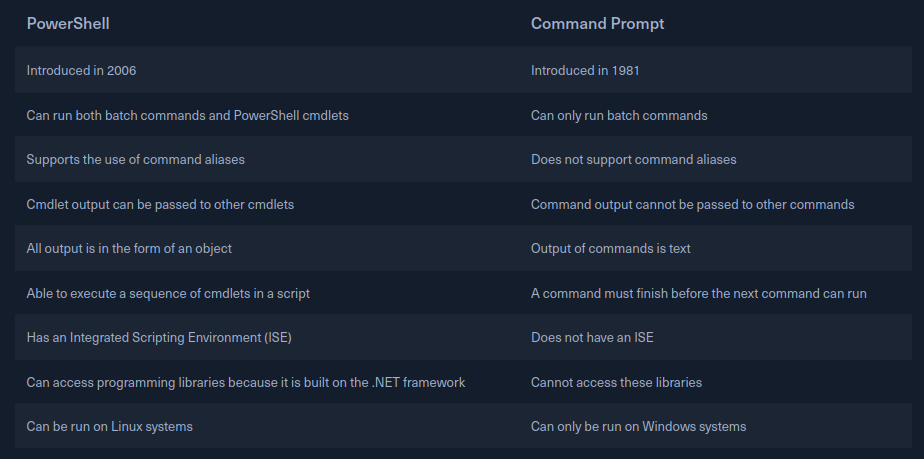 PowerShell Command Prompt
Introduced in 2006 Introduced in 1981
Can run both batch commands and PowerShell cmdlets Can only run batch commands
Supports the use of command aliases Does not support command aliases
Cmdlet output can be passed to other cmdlets Command output cannot be passed to other commands
All output is in the form of an object Output of commands is text
Able to execute a sequence of cmdlets in a script A command must finish before the next command can run
Has an Integrated Scripting Environment (ISE) Does not have an ISE
Can access programming libraries because it is built on the .NET framework Cannot access these libraries
Can be run on Linux systems Can only be run on Windows systems